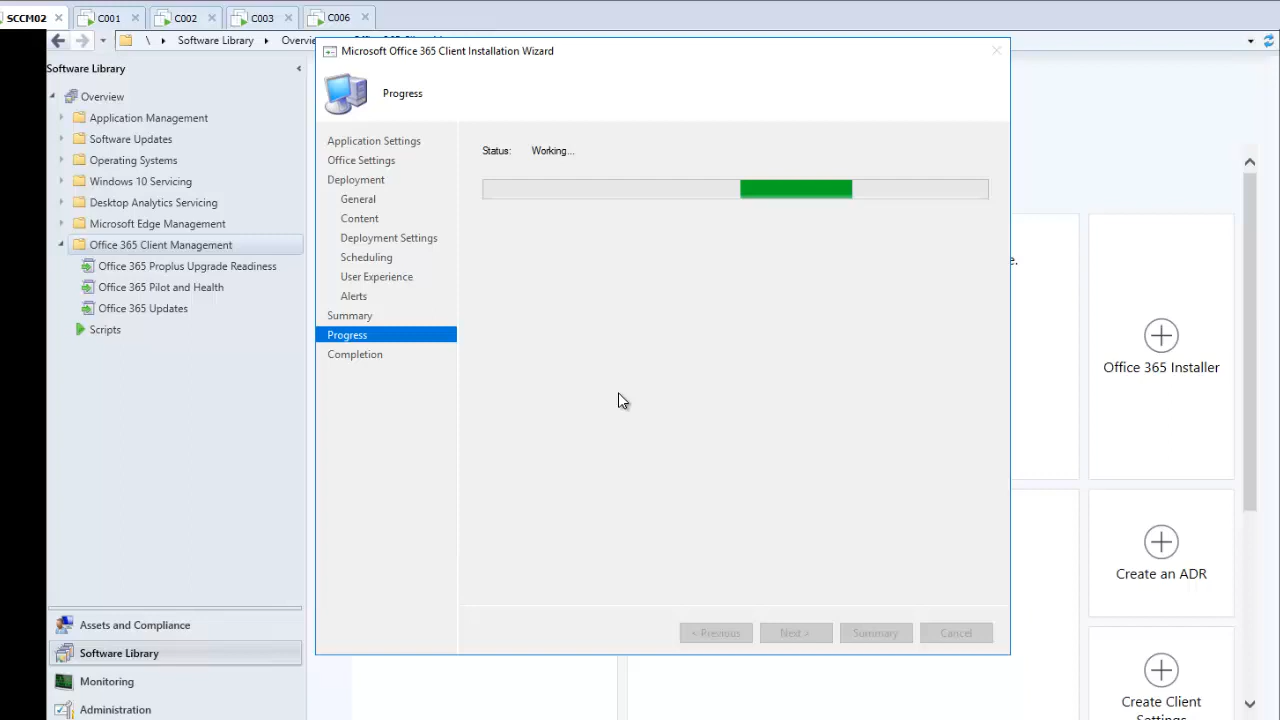 SCCM02
C001
C002
C003
C006
\
Software Library
Microsoft Office 365 Client Installation Wizard
Software Library
Progress
Overview
Application Management
Software Updates
Operating Systems
Windows 10 Servicing
Desktop Analytics Servicing
Microsoft Edge Management
Office 365 Client Management
Office 365 Proplus Upgrade Readiness
Office 365 Pilot and Health
Office 365 Updates
Scripts
Application Settings
Office Settings
Deployment
General
Content
Deployment Settings
Scheduling
User Experience
Alerts
Summary
Progress
Completion
Status: Working...
e.
Office 365 Installer
Create an ADR
Create Client
Settings
< Previous
Next >
Summary
Cancel
Assets and Compliance
Software Library
Monitoring
Administration